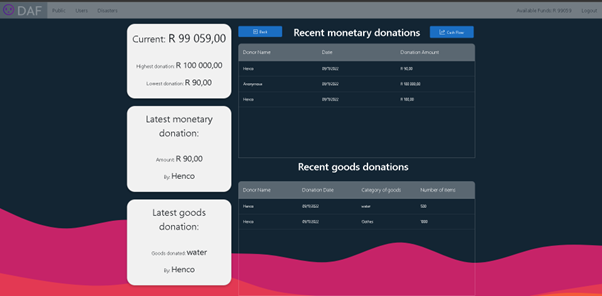 DAF Public Users Disasters Available Funds: R 99059 Logout
Current: R 99 059,00
Highest donation: R 100 000,00
Lowest donation: R 90,00
Latest monetary
donation:
Amount: R 90,00
By: Henco
Latest goods
donation:
Goods donated: water
By: Henco
Back Recent monetary donations Cash Flow
Donor Name Date Donation Amount
Henco 09/11/2022 R 90,00
Anonymous 09/11/2022 R 100 000,00
Henco 09/11/2022 R 100,00
Recent goods donations
Donor Name Donation Date Category of goods Number of items
Henco 09/11/2022 water
Henco 09/11/2022 Clothes